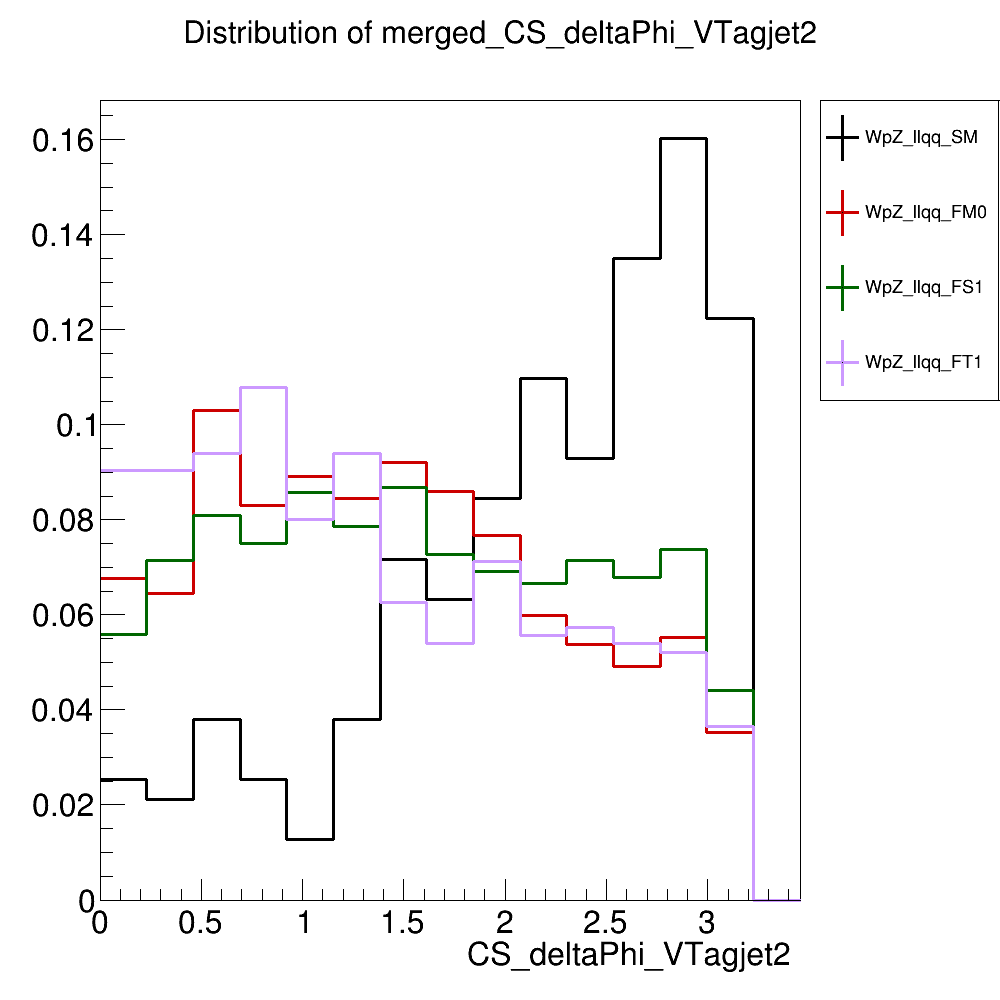 Distribution of merged_CS_deltaPhi_VTagjet2
0.16
0.14
0.12
0.1
0.08
0.06
0.04
0.02
0
0 0.5 1 1.5 2 2.5 3
CS_deltaPhi_VTagjet2
WpZ_llqq_SM
WpZ_llqq_FM0
WpZ_llqq_FS1
WpZ_llqq_FT1